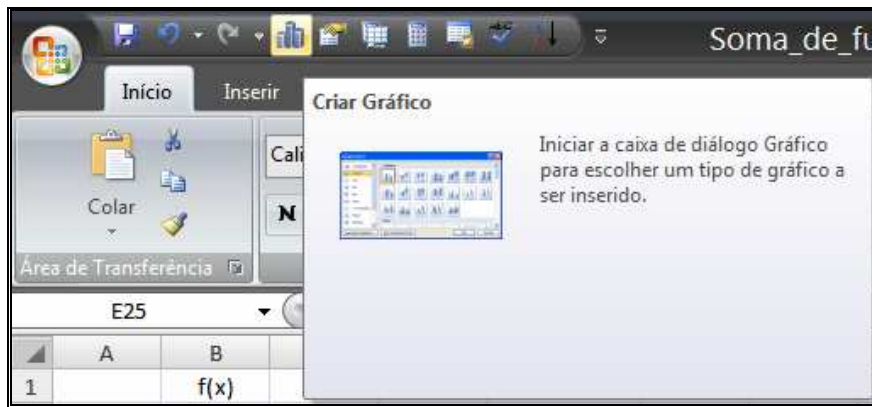 Soma_de_fu
Início Inserir
Criar Gráfico
Iniciar a caixa de diálogo Gráfico
para escolher um tipo de gráfico a
ser inserido.
Colar
Cali
N
Área de Transferência
E25
A B
1 f(x)